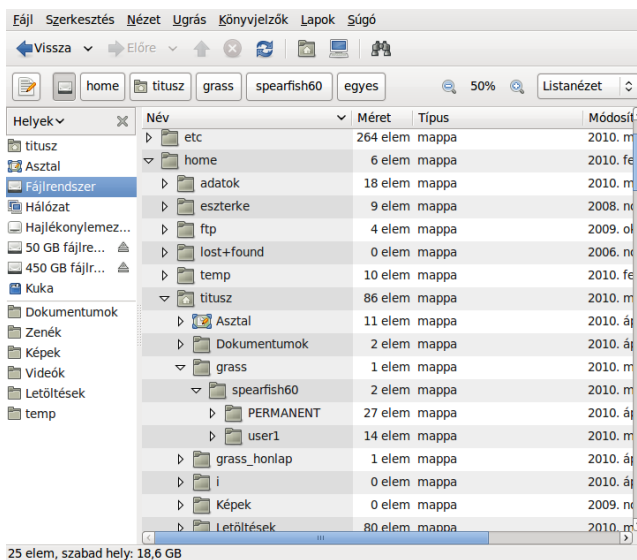 Fájl Szerkesztés Nézet Ugrás Könyvjelzők Lapok Súgó
Vissza Előre
home titusz grass spearfish60 egyes 50% Listanézet
Helyek Név Méret Típus Módosít
titusz etc 264 elem mappa 2010. m
Asztal home 6 elem mappa 2010. fe
Fájlrendszer adatok 18 elem mappa 2010. m
Hálózat eszterke 9 elem mappa 2008. no
Hajlékonylemez... ftp 4 elem mappa 2009. ok
50 GB fájlre... lost+found 0 elem mappa 2006. no
450 GB fájlr... temp 10 elem mappa 2010. fe
Kuka titusz 86 elem mappa 2010. m
Dokumentumok Asztal 11 elem mappa 2010. áp
Zenék Dokumentumok 2 elem mappa 2010. áp
Képek grass 1 elem mappa 2010. m
Videók spearfish60 2 elem mappa 2010. m
Letöltések PERMANENT 27 elem mappa 2010. áp
temp user1 14 elem mappa 2010. m
grass_honlap 1 elem mappa 2010. áp
i 0 elem mappa 2010. áp
Képek 0 elem mappa 2009. no
Letöltések 80 elem mappa 2010. m
25 elem, szabad hely: 18,6 GB